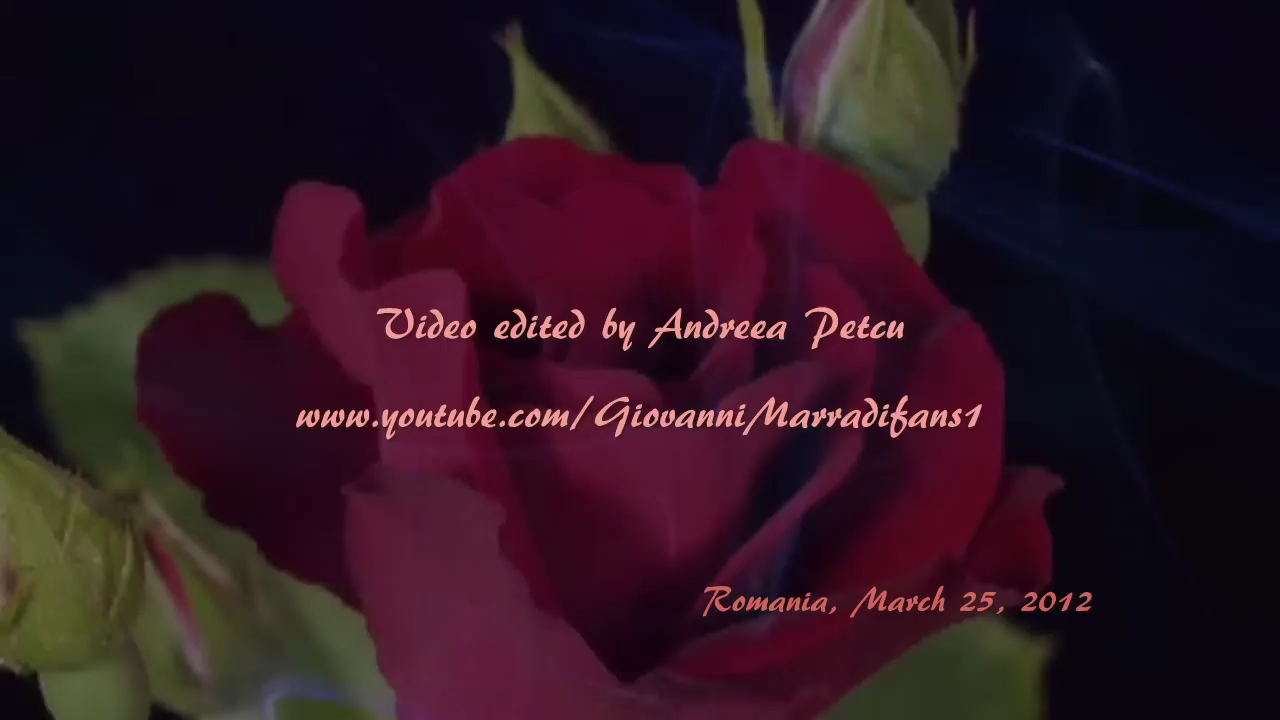 Video edited by Andreea Petcu
www.youtube.com/GiovanniMarradifans1
Romania, March 25, 2012